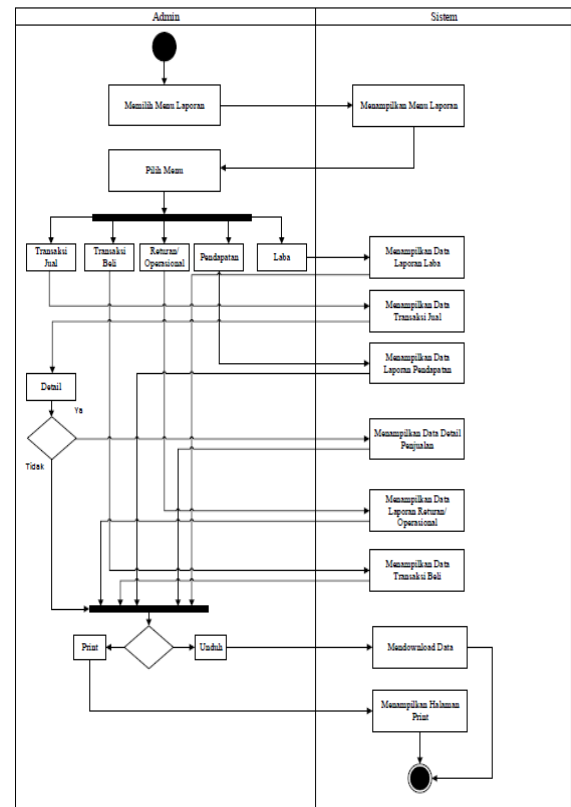 Admin
Sistem
Memilih Menu Laporan
Menampilkan Menu Laporan
Pilih Menu
Transaksi
Jual
Transaksi
Beli
Returan/
Operasional
Pendapatan
Laba
Menampilkan Data
Laporan Laba
Menampilkan Data
Transaksi Jual
Menampilkan Data
Laporan Pendapatan
Detail
Ya
Tidak
Menampilkan Data Detail
Penjualan
Menampilkan Data
Laporan Returan/
Operasional
Menampilkan Data
Transaksi Beli
Print
Unduh
Mendownload Data
Menampilkan Halaman
Print